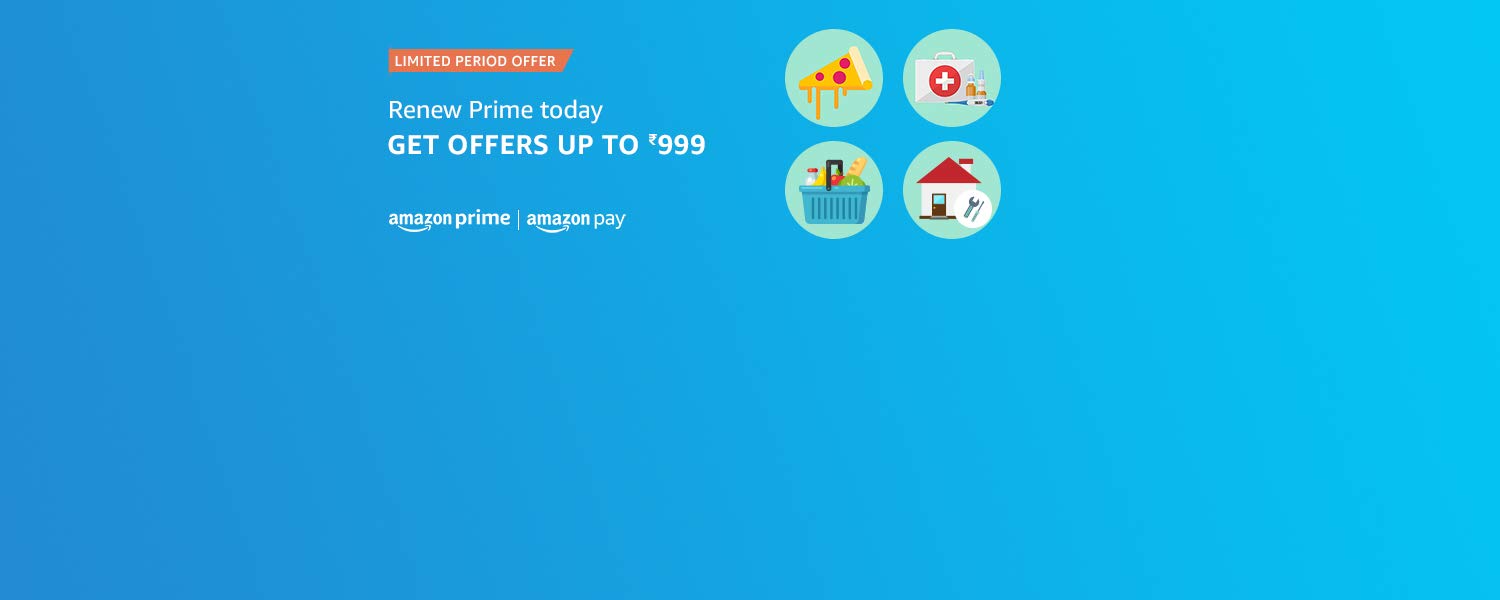 LIMITED PERIOD OFFER
Renew Prime today
GET OFFERS UP TO ₹999
amazon prime | amazon pay